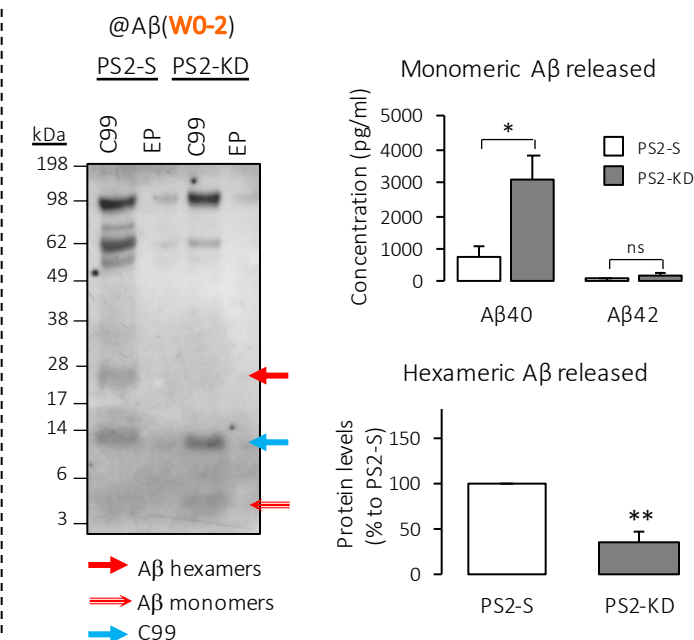 @Aβ(W0-2)
PS2-S PS2-KD
kDa
C99 EP C99 EP
198
98
62
49
38
28
17
14
6
3
Aβ hexamers
Aβ monomers
C99
Monomeric Aβ released
Concentration (pg/ml)
5000
4000
3000
2000
1000
0
*
ns
PS2-S
PS2-KD
Aβ40 Aβ42
Hexameric Aβ released
Protein levels
(% to PS2-S)
150
100
50
0
**
PS2-S PS2-KD